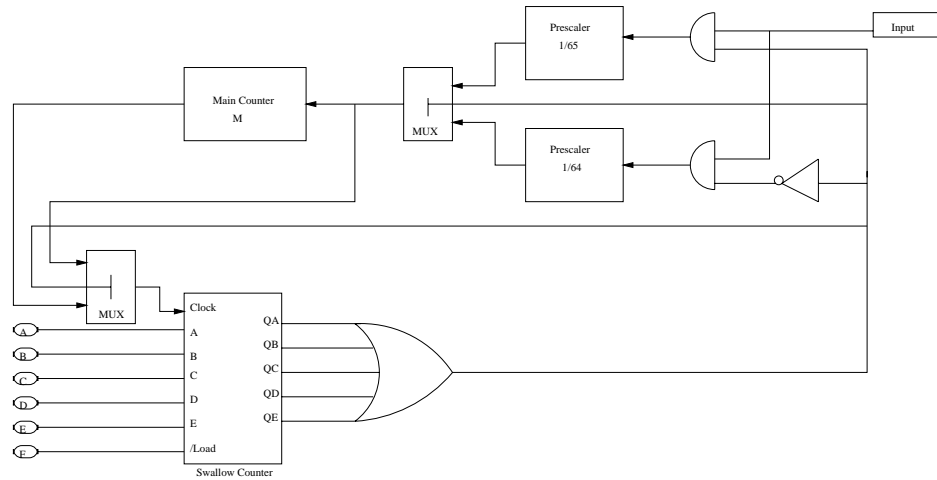 Prescaler
1/65
Input
Main Counter
M
MUX
Prescaler
1/64
MUX
Clock
A
B
C
D
E
/Load
QA
QB
QC
QD
QE
A
B
C
D
E
F
Swallow Counter